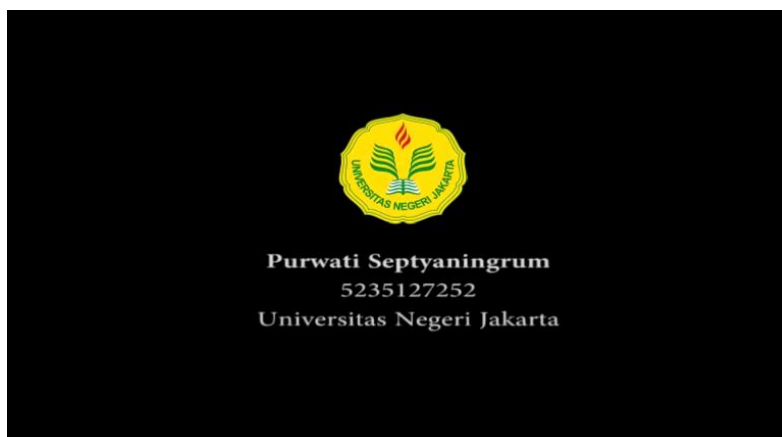 UNIVERSITAS NEGERI JAKARTA
Purwati Septyaningrum
5235127252
Universitas Negeri Jakarta